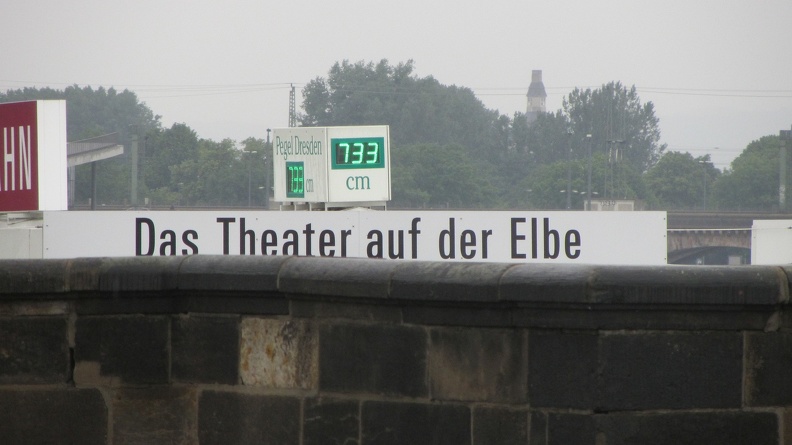 HN
Pegel Dresden
733 cm
733
cm
Das Theater auf der Elbe